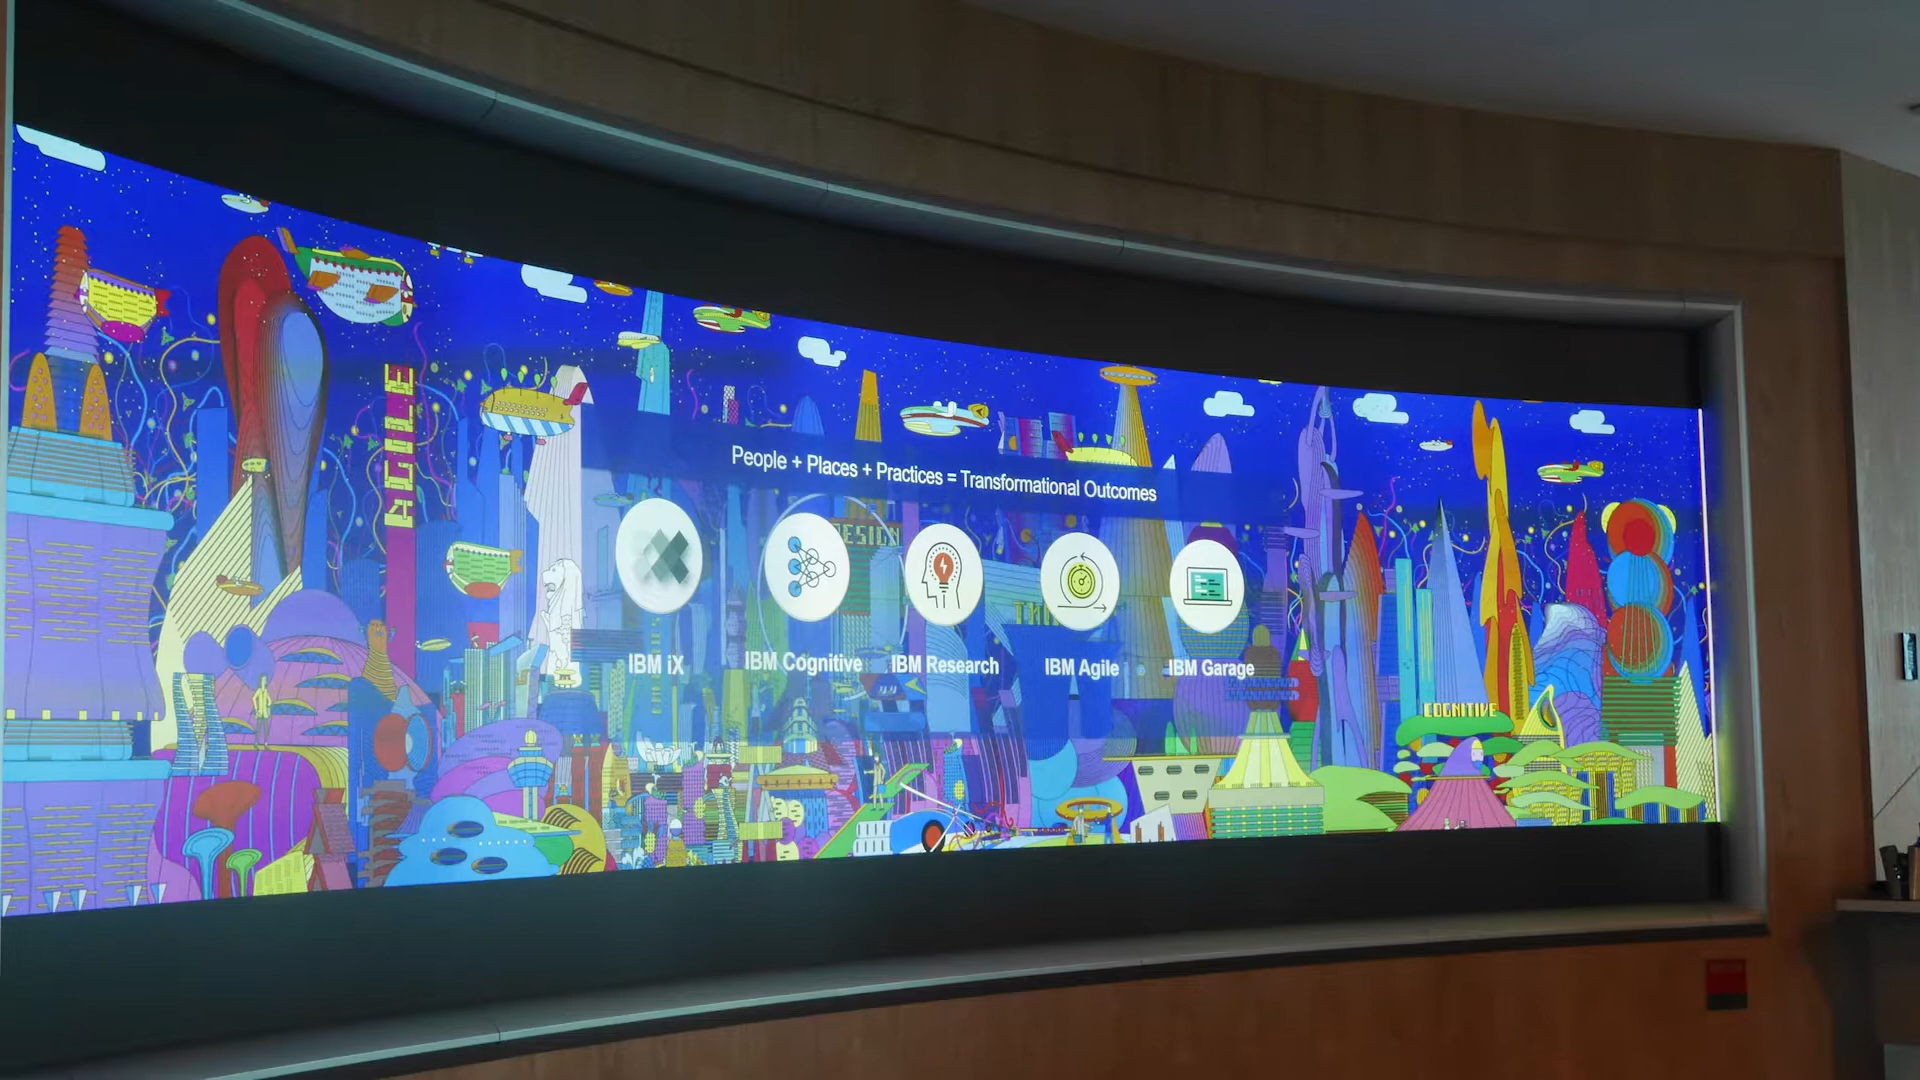 AGILE
People + Places + Practices = Transformational Outcomes
DESIGN
IBM iX
IBM Cognitive
IBM Research
IBM Agile
IBM Garage
COGNITIVE